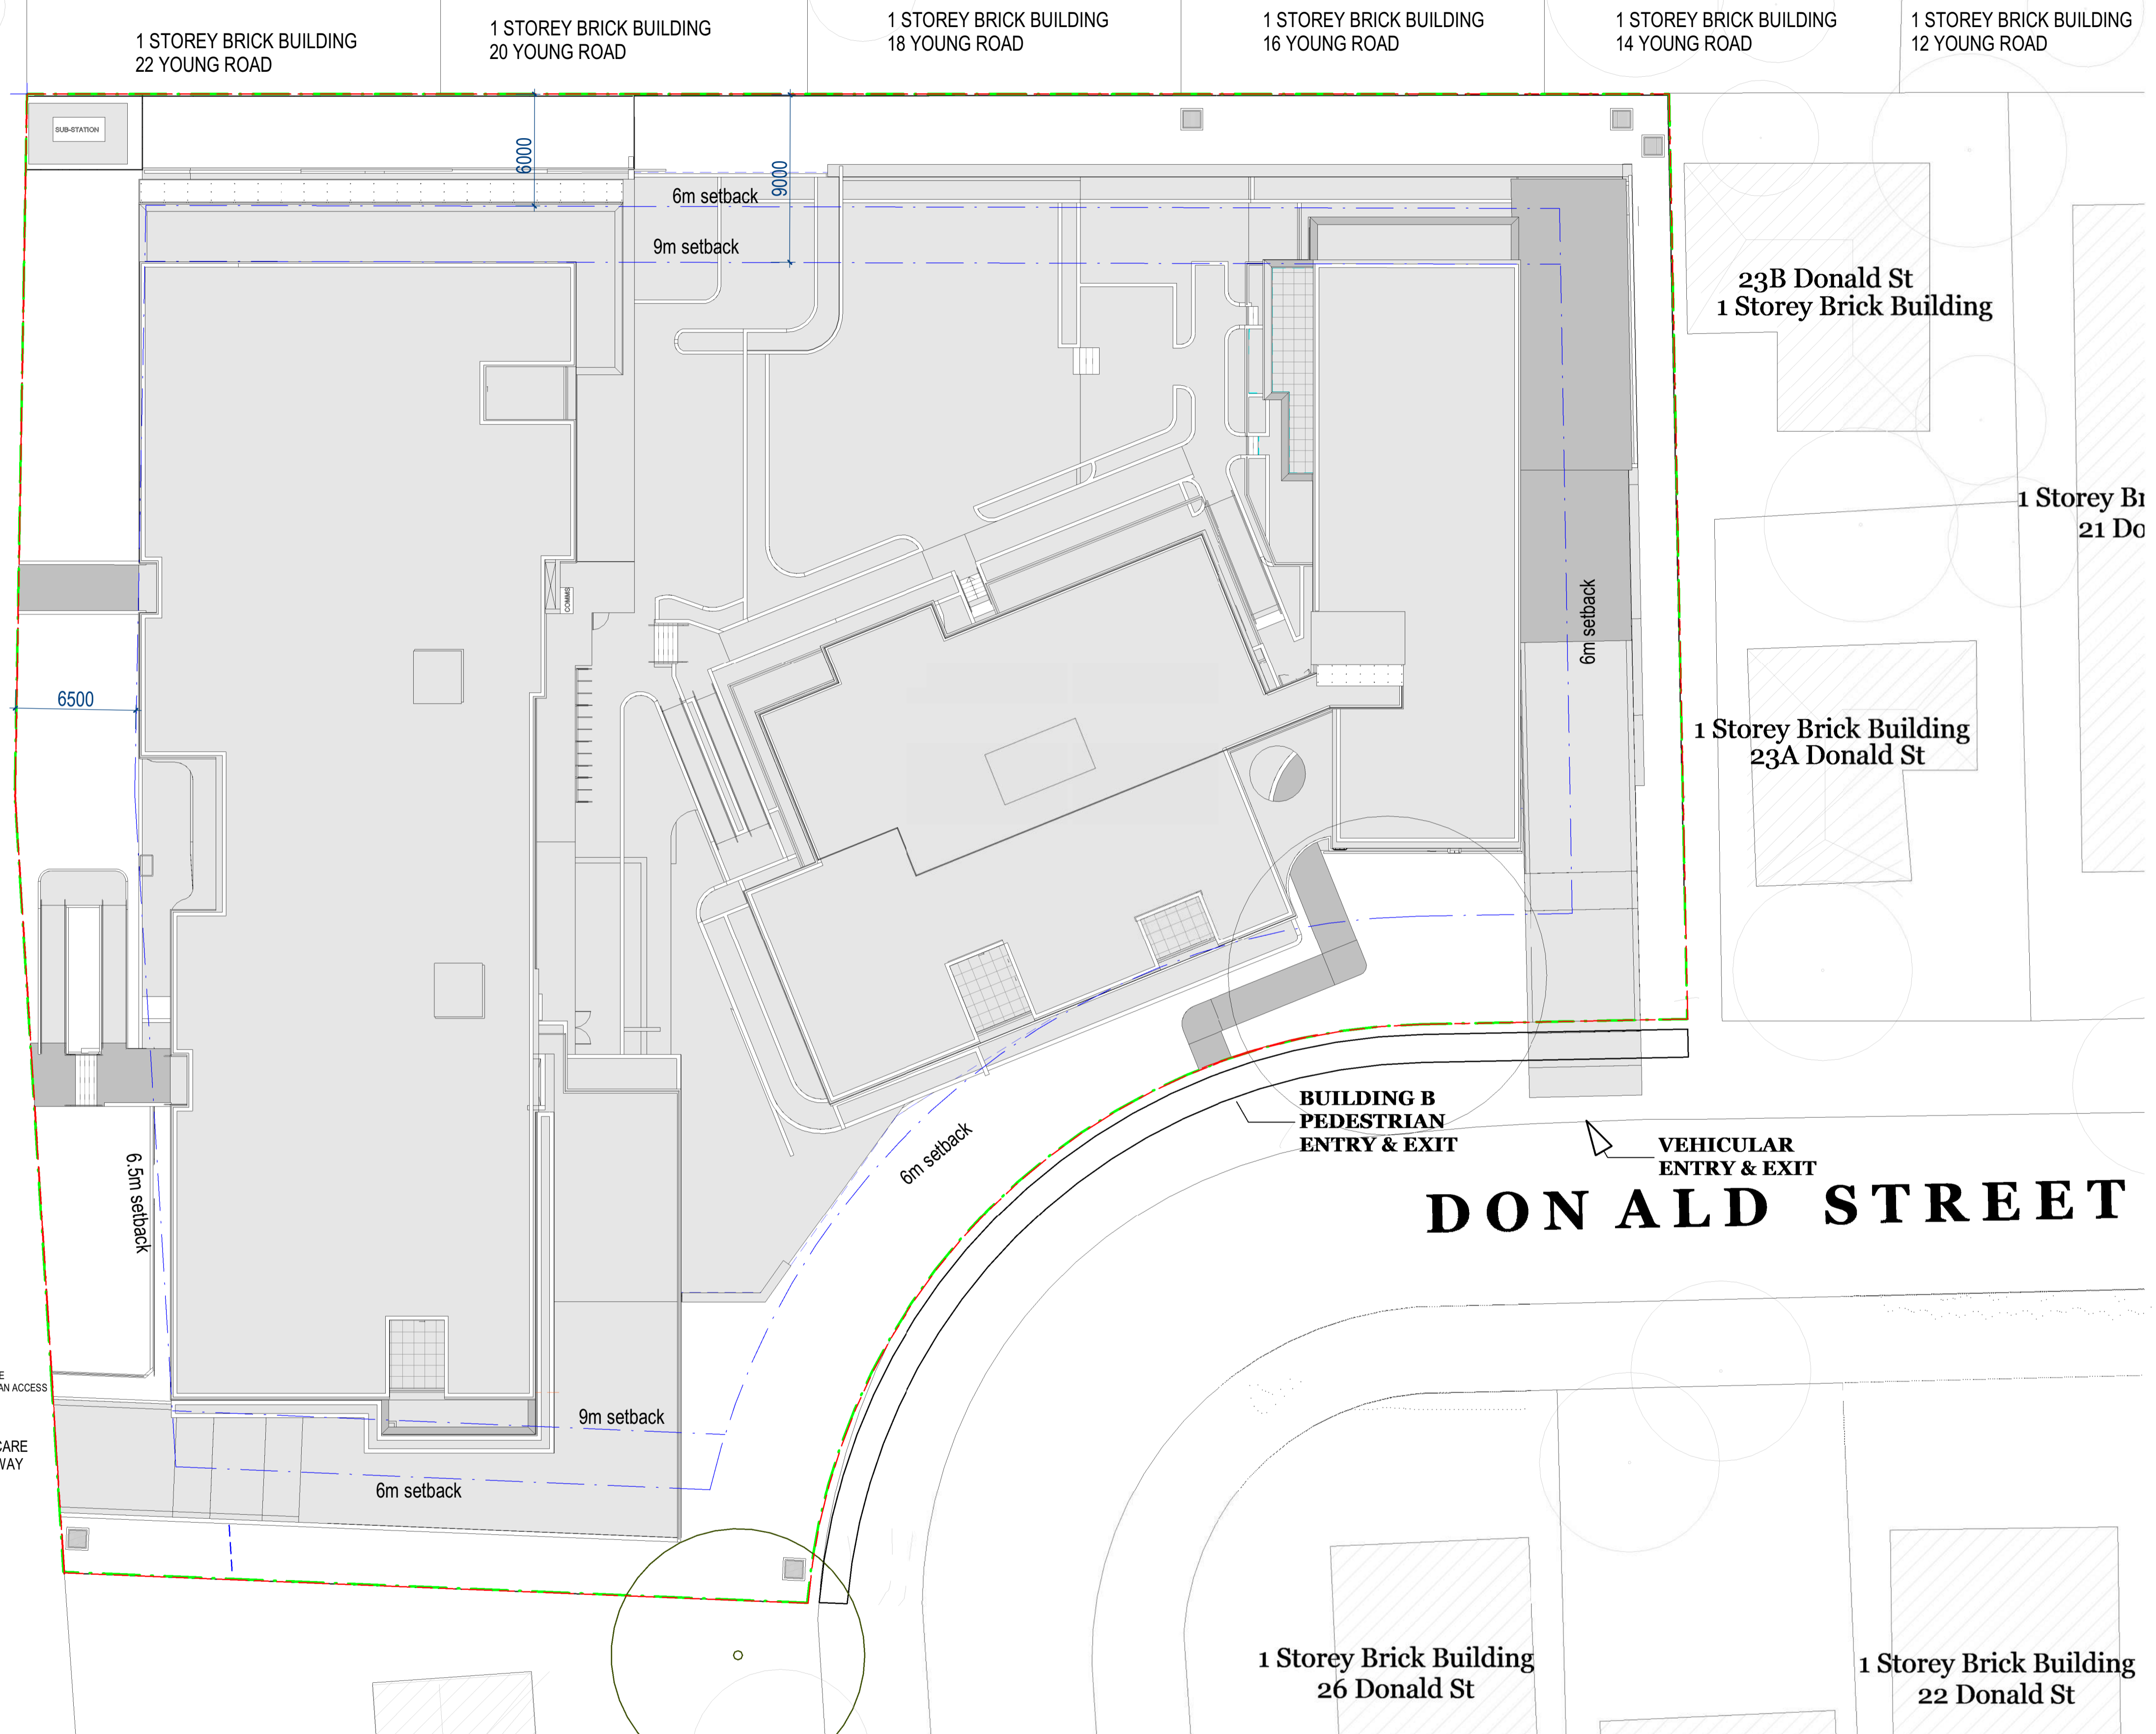 1 STOREY BRICK BUILDING
22 YOUNG ROAD
1 STOREY BRICK BUILDING
20 YOUNG ROAD
1 STOREY BRICK BUILDING
18 YOUNG ROAD
1 STOREY BRICK BUILDING
16 YOUNG ROAD
1 STOREY BRICK BUILDING
14 YOUNG ROAD
1 STOREY BRICK BUILDING
12 YOUNG ROAD
SUB-STATION
6000
9000
6m setback
9m setback
23B Donald St
1 Storey Brick Building
1 Storey Br
21 Do
COMMS
6m setback
6500
1 Storey Brick Building
23A Donald St
BUILDING B
PEDESTRIAN
ENTRY & EXIT
VEHICULAR
ENTRY & EXIT
6m setback
6.5m setback
DONALD STREET
E
AN ACCESS
9m setback
CARE
WAY
6m setback
1 Storey Brick Building
26 Donald St
1 Storey Brick Building
22 Donald St